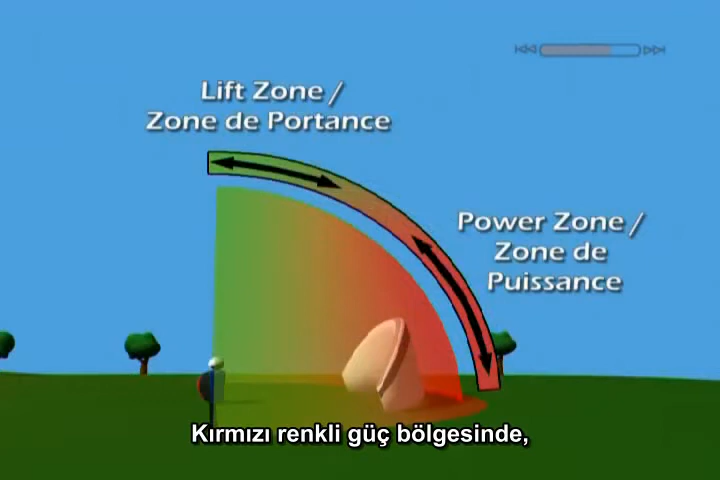 Lift Zone /
Zone de Portance
Power Zone /
Zone de
Puissance
Kırmızı renkli güç bölgesinde,